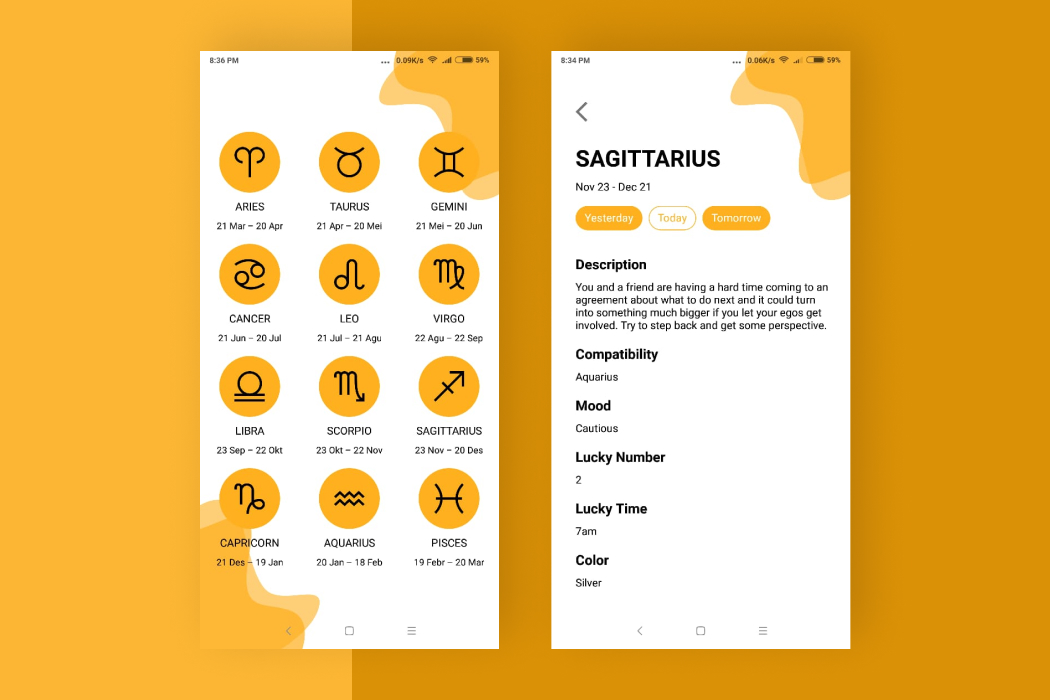 8:36 PM ... 0.09K/s 59%
ARIES TAURUS GEMINI
21 Mar – 20 Apr 21 Apr – 20 Mei 21 Mei – 20 Jun
CANCER LEO VIRGO
21 Jun – 20 Jul 21 Jul – 21 Agu 22 Agu – 22 Sep
LIBRA SCORPIO SAGITTARIUS
23 Sep – 22 Okt 23 Okt – 22 Nov 23 Nov – 20 Des
CAPRICORN AQUARIUS PISCES
21 Des – 19 Jan 20 Jan – 18 Feb 19 Febr – 20 Mar
8:34 PM ... 0.06K/s 59%
SAGITTARIUS
Nov 23 - Dec 21
Yesterday Today Tomorrow
Description
You and a friend are having a hard time coming to an
agreement about what to do next and it could turn
into something much bigger if you let your egos get
involved. Try to step back and get some perspective.
Compatibility
Aquarius
Mood
Cautious
Lucky Number
2
Lucky Time
7am
Color
Silver